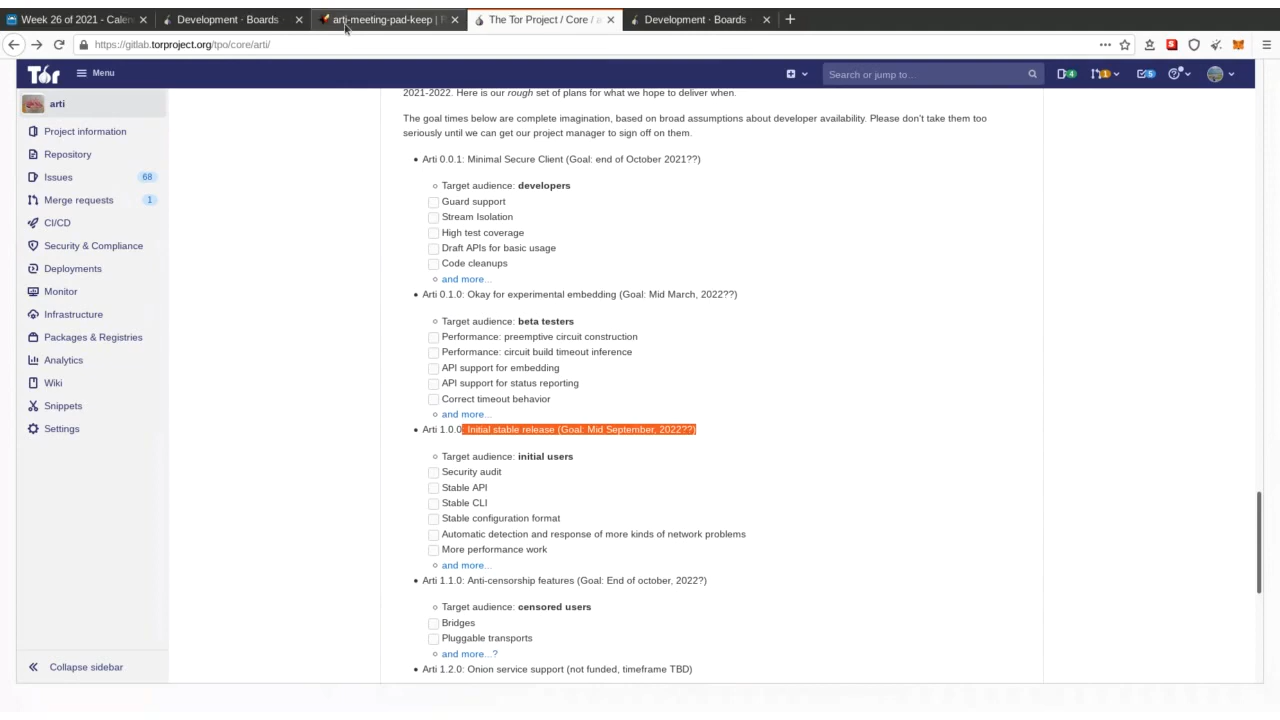 Week 26 of 2021 - Calen
Development · Boards
arti-meeting-pad-keep | R
The Tor Project / Core / a
Development · Boards
https://gitlab.torproject.org/tpo/core/arti/
Tor
Menu
Search or jump to...
4
1
5
arti
Project information
Repository
Issues 68
Merge requests 1
CI/CD
Security & Compliance
Deployments
Monitor
Infrastructure
Packages & Registries
Analytics
Wiki
Snippets
Settings
Collapse sidebar
2021-2022. Here is our rough set of plans for what we hope to deliver when.
The goal times below are complete imagination, based on broad assumptions about developer availability. Please don't take them too
seriously until we can get our project manager to sign off on them.
Arti 0.0.1: Minimal Secure Client (Goal: end of October 2021??)
Target audience: developers
Guard support
Stream Isolation
High test coverage
Draft APIs for basic usage
Code cleanups
and more...
Arti 0.1.0: Okay for experimental embedding (Goal: Mid March, 2022??)
Target audience: beta testers
Performance: preemptive circuit construction
Performance: circuit build timeout inference
API support for embedding
API support for status reporting
Correct timeout behavior
and more...
Arti 1.0.0: Initial stable release (Goal: Mid September, 2022??)
Target audience: initial users
Security audit
Stable API
Stable CLI
Stable configuration format
Automatic detection and response of more kinds of network problems
More performance work
and more...
Arti 1.1.0: Anti-censorship features (Goal: End of october, 2022?)
Target audience: censored users
Bridges
Pluggable transports
and more...?
Arti 1.2.0: Onion service support (not funded, timeframe TBD)